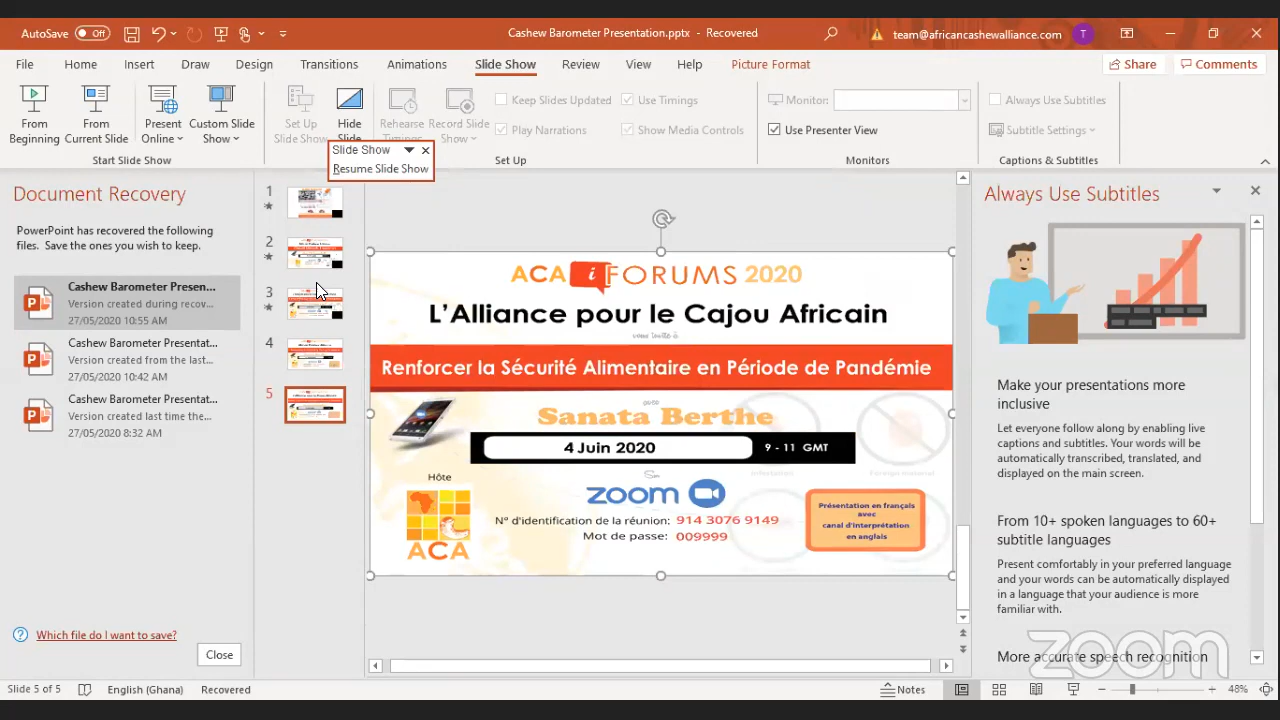 AutoSave Off
Cashew Barometer Presentation.pptx - Recovered
team@africancashewalliance.com
T
File Home Insert Draw Design Transitions Animations Slide Show Review View Help Picture Format
Share Comments
From Beginning
From Current Slide
Present Online
Custom Slide Show
Set Up Slide Show
Hide Slide
Rehearse Timings
Record Slide Show
Keep Slides Updated
Play Narrations
Use Timings
Show Media Controls
Monitor:
Use Presenter View
Always Use Subtitles
Subtitle Settings
Start Slide Show
Set Up
Monitors
Captions & Subtitles
Slide Show
Resume Slide Show
Document Recovery
PowerPoint has recovered the following
files. Save the ones you wish to keep.
Cashew Barometer Presen...
Version created during recov...
27/05/2020 10:55 AM
Cashew Barometer Presentat...
Version created from the last...
27/05/2020 10:42 AM
Cashew Barometer Presentat...
Version created last time the...
27/05/2020 8:32 AM
Which file do I want to save?
Close
1
2
3
4
5
ACA i FORUMS 2020
L'Alliance pour le Cajou Africain
vous invite à
Renforcer la Sécurité Alimentaire en Période de Pandémie
avec
Sanata Berthe
4 Juin 2020
9 - 11 GMT
Infestation
Foreign material
Hôte
ACA
Sur
zoom
N° d'identification de la réunion: 914 3076 9149
Mot de passe: 009999
Présentation en français
avec
canal d'interprétation
en anglais
Always Use Subtitles
Make your presentations more
inclusive
Let everyone follow along by enabling live
captions and subtitles. Your words will be
automatically transcribed, translated, and
displayed on the main screen.
From 10+ spoken languages to 60+
subtitle languages
Present comfortably in your preferred language
and your words can be automatically displayed
in a language that your audience is more
familiar with.
More accurate speech recognition
zoom
Slide 5 of 5
English (Ghana)
Recovered
Notes
48%